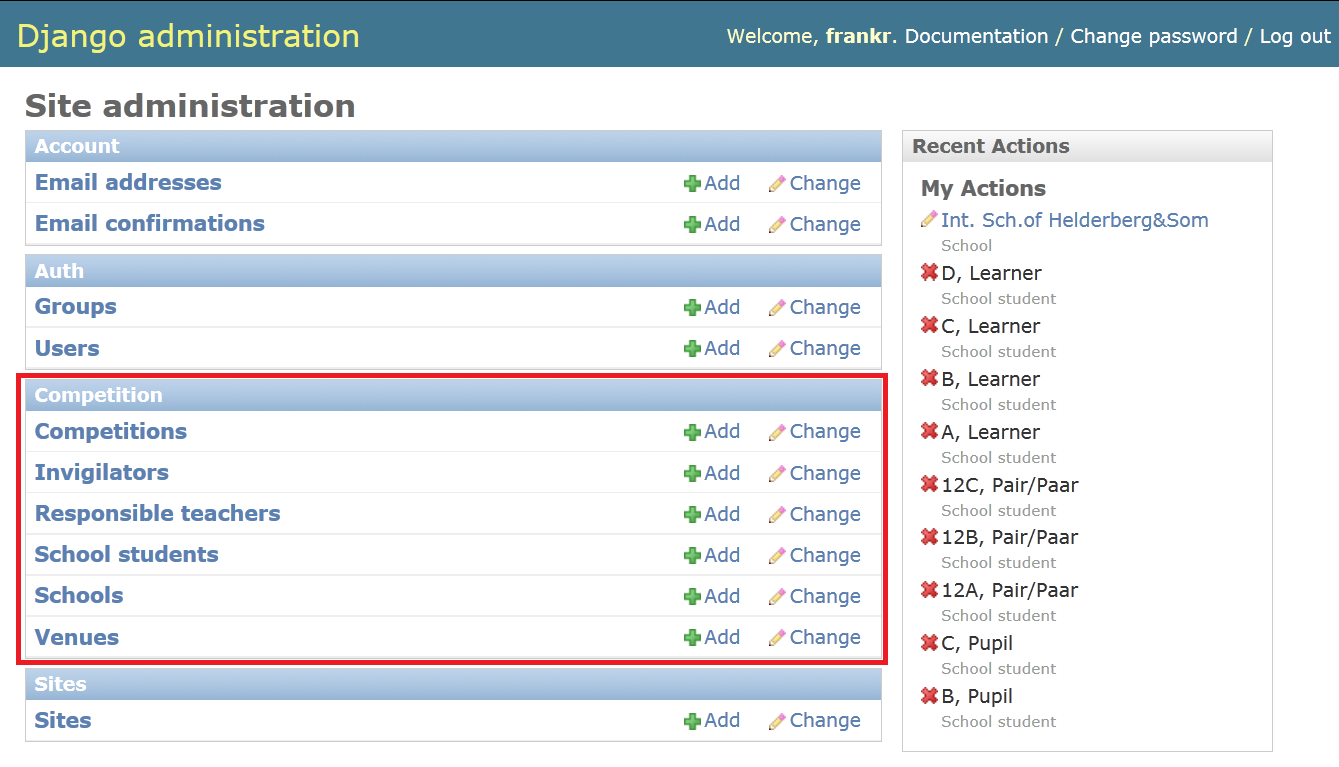 Django administration
Welcome, frankr. Documentation / Change password / Log out
Site administration
Account
Email addresses Add Change
Email confirmations Add Change
Auth
Groups Add Change
Users Add Change
Competition
Competitions Add Change
Invigilators Add Change
Responsible teachers Add Change
School students Add Change
Schools Add Change
Venues Add Change
Sites
Sites Add Change
Recent Actions
My Actions
Int. Sch.of Helderberg&Som
School
D, Learner
School student
C, Learner
School student
B, Learner
School student
A, Learner
School student
12C, Pair/Paar
School student
12B, Pair/Paar
School student
12A, Pair/Paar
School student
C, Pupil
School student
B, Pupil
School student